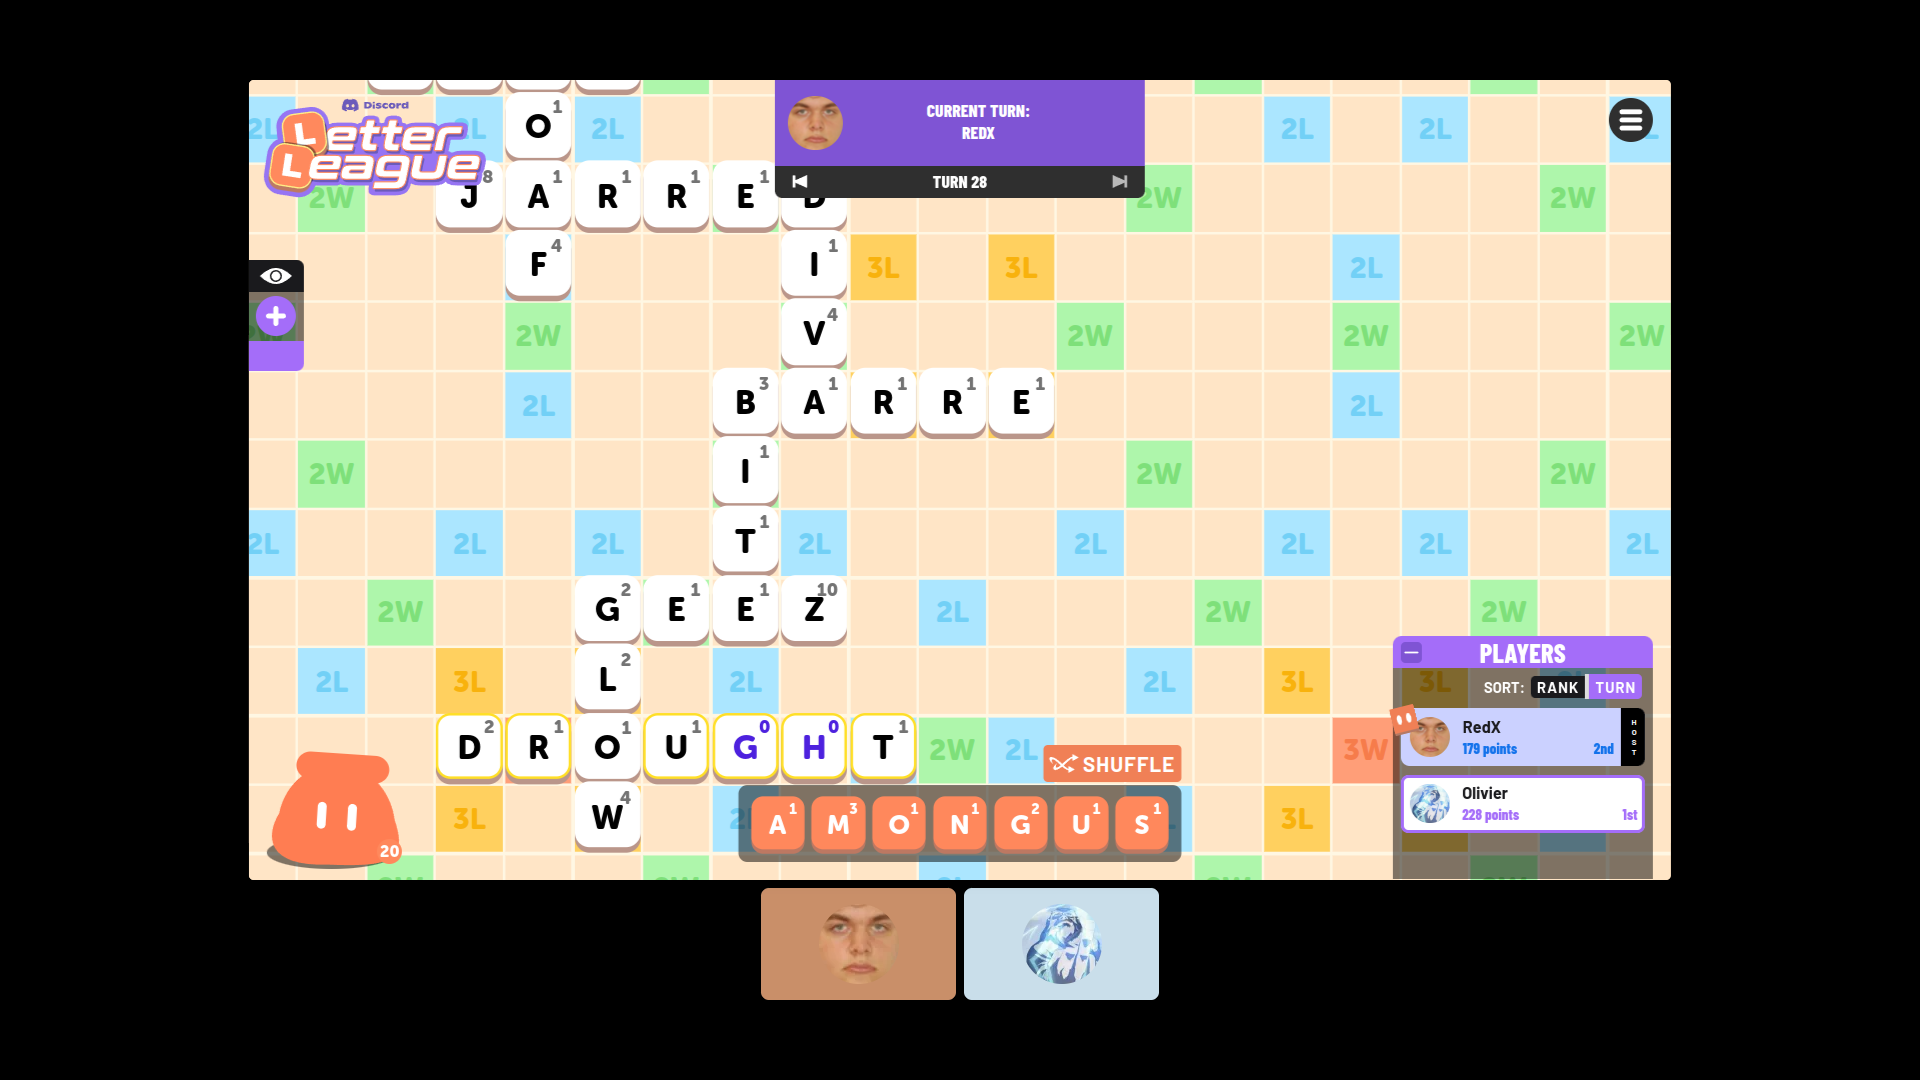 Discord
Letter
League
CURRENT TURN:
REDX
TURN 28
O 1
2L 2L 2L 2L
J 8 A 1 R 1 R 1 E 1 D
2W 2W 2W
F 4 I 1 3L 3L 2L
2W V 4 2W 2W 2W
2L B 3 A 1 R 1 R 1 E 1 2L
2W I 1 2W 2W
2L 2L 2L T 1 2L 2L 2L 2L 2L
2W G 2 E 1 E 1 Z 10 2L 2W 2W
2L 3L L 2 2L 2L 3L 3L
D 2 R 1 O 1 U 1 G 0 H 0 T 1 2W 2L 3W
SHUFFLE
3L W 4 3L
A 1 M 3 O 1 N 1 G 2 U 1 S 1
20
PLAYERS
SORT: RANK TURN
RedX
179 points 2nd
HOST
Olivier
228 points 1st